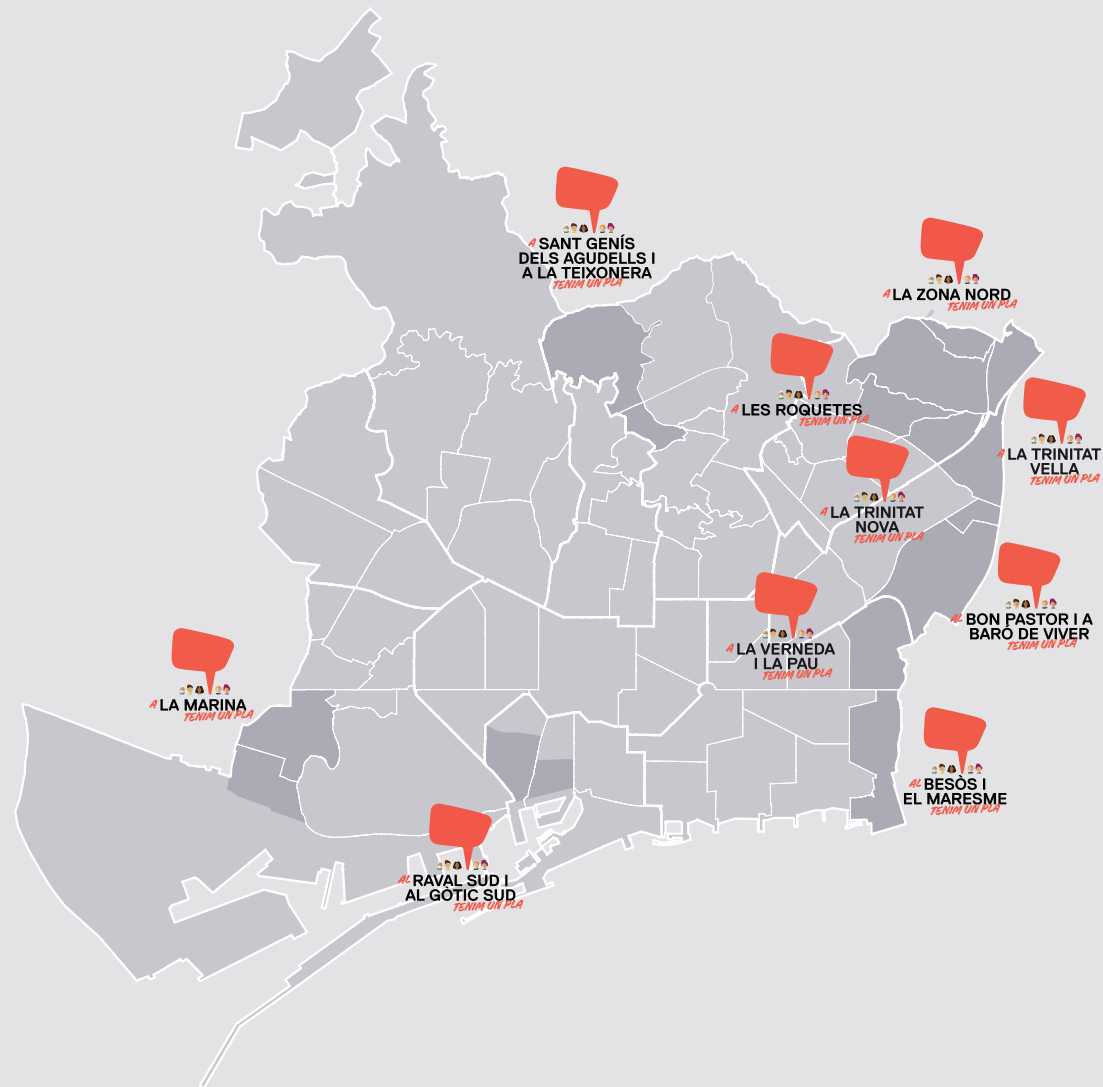 A SANT GENÍS
DELS AGUDELLS I
A LA TEIXONERA
TENIM UN PLA
A LA ZONA NORD
TENIM UN PLA
A LES ROQUETES
TENIM UN PLA
A LA TRINITAT
VELLA
TENIM UN PLA
A LA TRINITAT
NOVA
TENIM UN PLA
AL BON PASTOR I A
BARÓ DE VIVER
TENIM UN PLA
A LA VERNEDA
I LA PAU
TENIM UN PLA
A LA MARINA
TENIM UN PLA
AL BESÒS I
EL MARESME
TENIM UN PLA
AL RAVAL SUD I
AL GÒTIC SUD
TENIM UN PLA